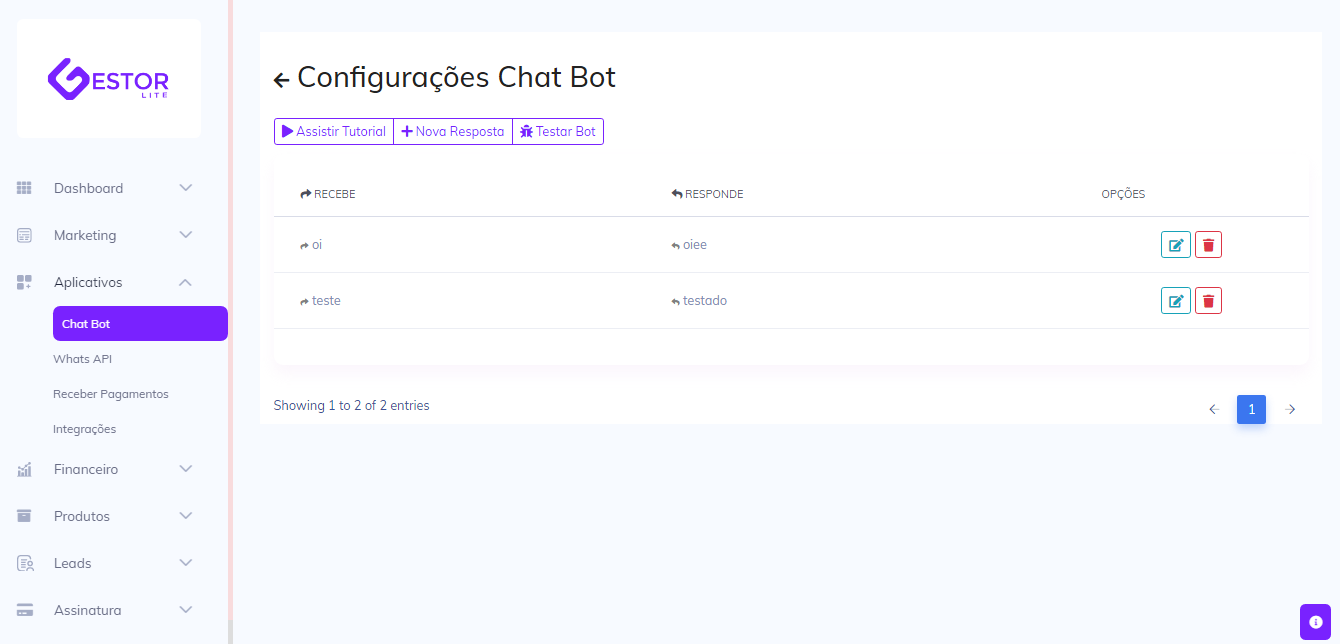 GESTOR
LITE
Dashboard
Marketing
Aplicativos
Chat Bot
Whats API
Receber Pagamentos
Integrações
Financeiro
Produtos
Leads
Assinatura
Configurações Chat Bot
Assistir Tutorial Nova Resposta Testar Bot
RECEBE RESPONDE OPÇÕES
oi oiee
teste testado
Showing 1 to 2 of 2 entries
1